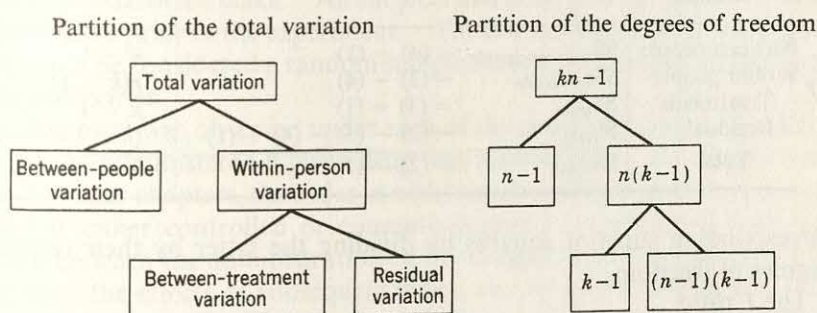 Partition of the total variation
Partition of the degrees of freedom
Total variation
Between-people
variation
Within-person
variation
Between-treatment
variation
Residual
variation
kn-1
n-1
n(k-1)
k-1
(n-1)(k-1)